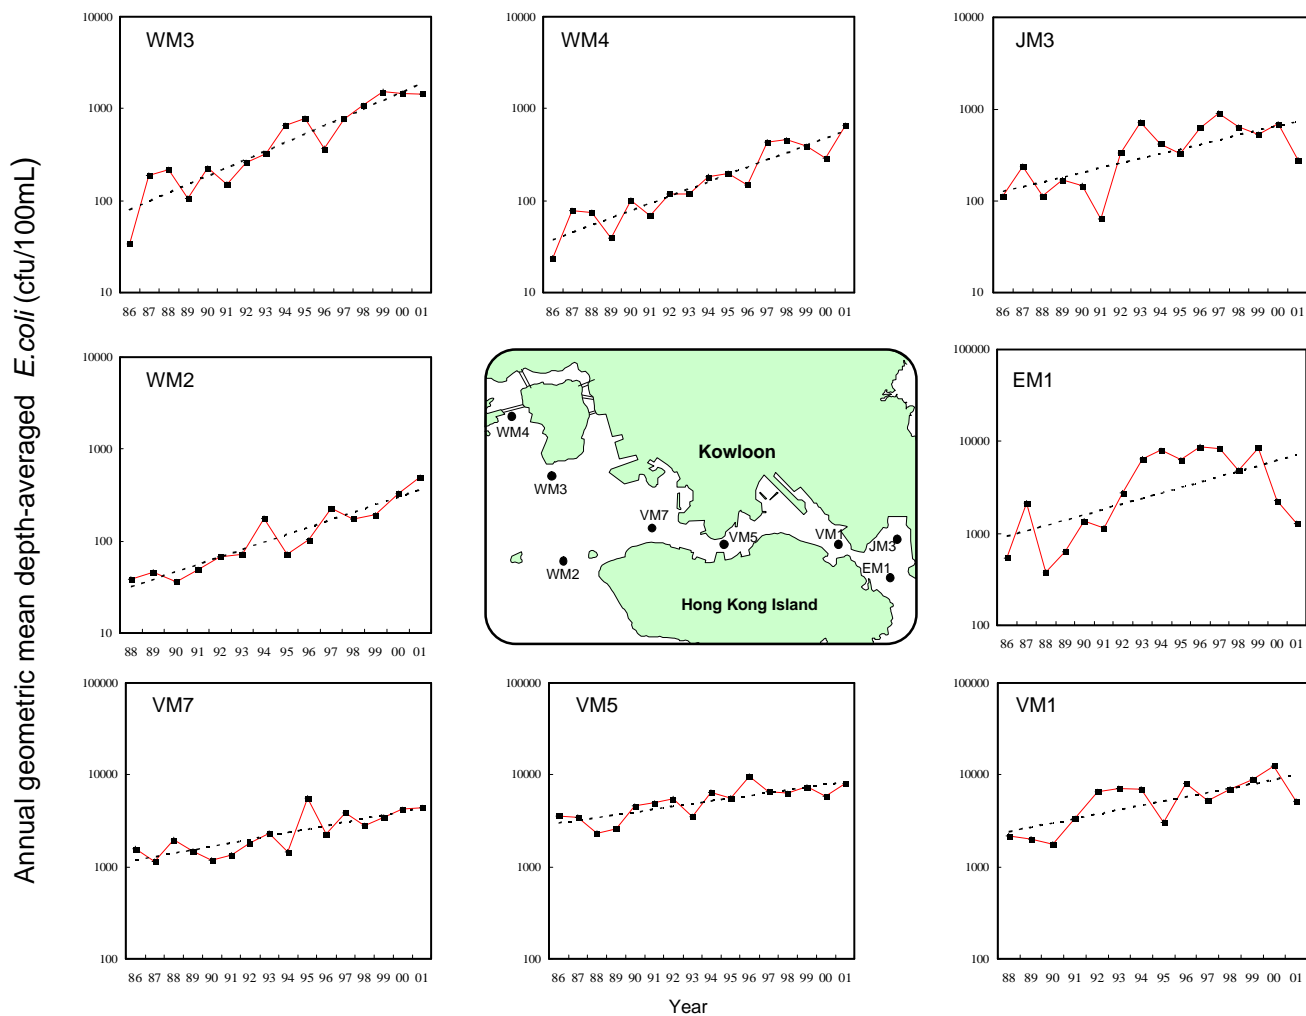 Annual geometric mean depth-averaged E.coli (cfu/100mL)
WM3
10000
1000
100
10
86 87 88 89 90 91 92 93 94 95 96 97 98 99 00 01
WM4
10000
1000
100
10
86 87 88 89 90 91 92 93 94 95 96 97 98 99 00 01
JM3
10000
1000
100
10
86 87 88 89 90 91 92 93 94 95 96 97 98 99 00 01
WM2
10000
1000
100
10
88 89 90 91 92 93 94 95 96 97 98 99 00 01
WM4
Kowloon
WM3
VM7
VM5
VM1
JM3
WM2
EM1
Hong Kong Island
EM1
100000
10000
1000
100
86 87 88 89 90 91 92 93 94 95 96 97 98 99 00 01
VM7
100000
10000
1000
100
86 87 88 89 90 91 92 93 94 95 96 97 98 99 00 01
VM5
100000
10000
1000
100
86 87 88 89 90 91 92 93 94 95 96 97 98 99 00 01
VM1
100000
10000
1000
100
88 89 90 91 92 93 94 95 96 97 98 99 00 01
Year